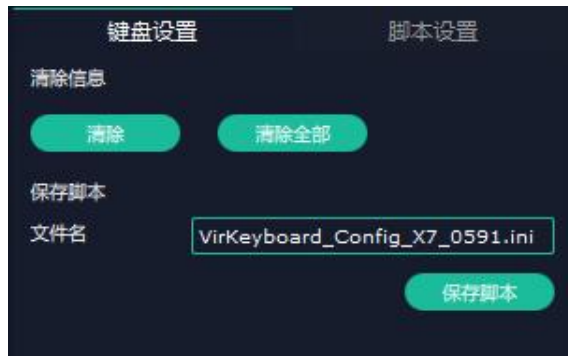 键盘设置 脚本设置
清除信息
清除 清除全部
保存脚本
文件名 VirKeyboard_Config_X7_0591.ini
保存脚本